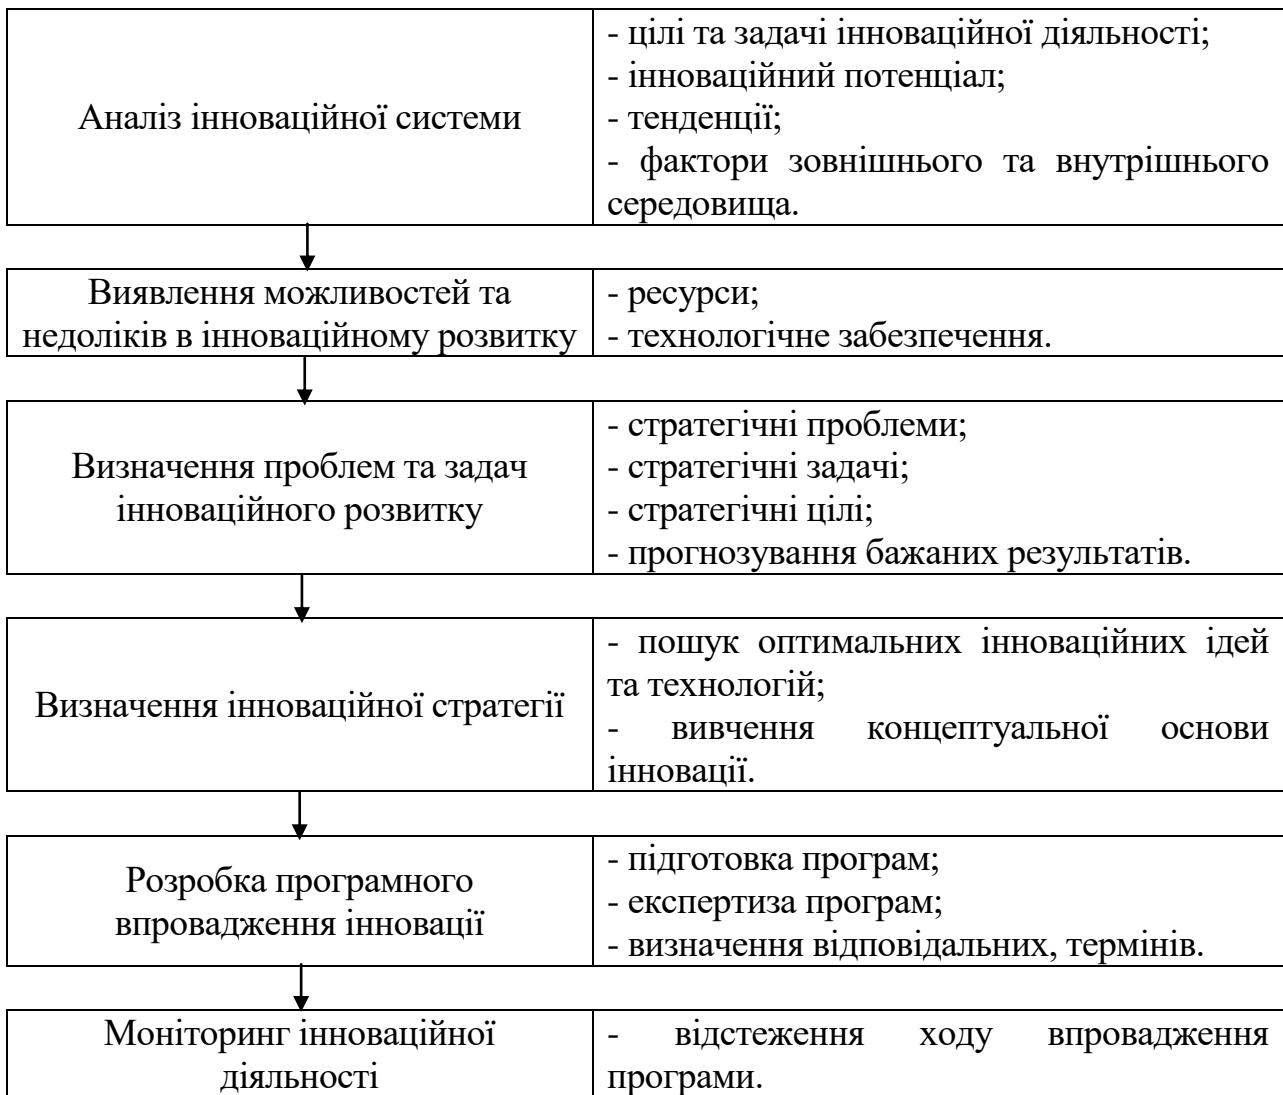 Аналіз інноваційної системи
- цілі та задачі інноваційної діяльності;
- інноваційний потенціал;
- тенденції;
- фактори зовнішнього та внутрішнього
середовища.
Виявлення можливостей та
недоліків в інноваційному розвитку
- ресурси;
- технологічне забезпечення.
Визначення проблем та задач
інноваційного розвитку
- стратегічні проблеми;
- стратегічні задачі;
- стратегічні цілі;
- прогнозування бажаних результатів.
Визначення інноваційної стратегії
- пошук оптимальних інноваційних ідей
та технологій;
- вивчення концептуальної основи
інновації.
Розробка програмного
впровадження інновації
- підготовка програм;
- експертиза програм;
- визначення відповідальних, термінів.
Моніторинг інноваційної
діяльності
- відстеження ходу впровадження
програми.